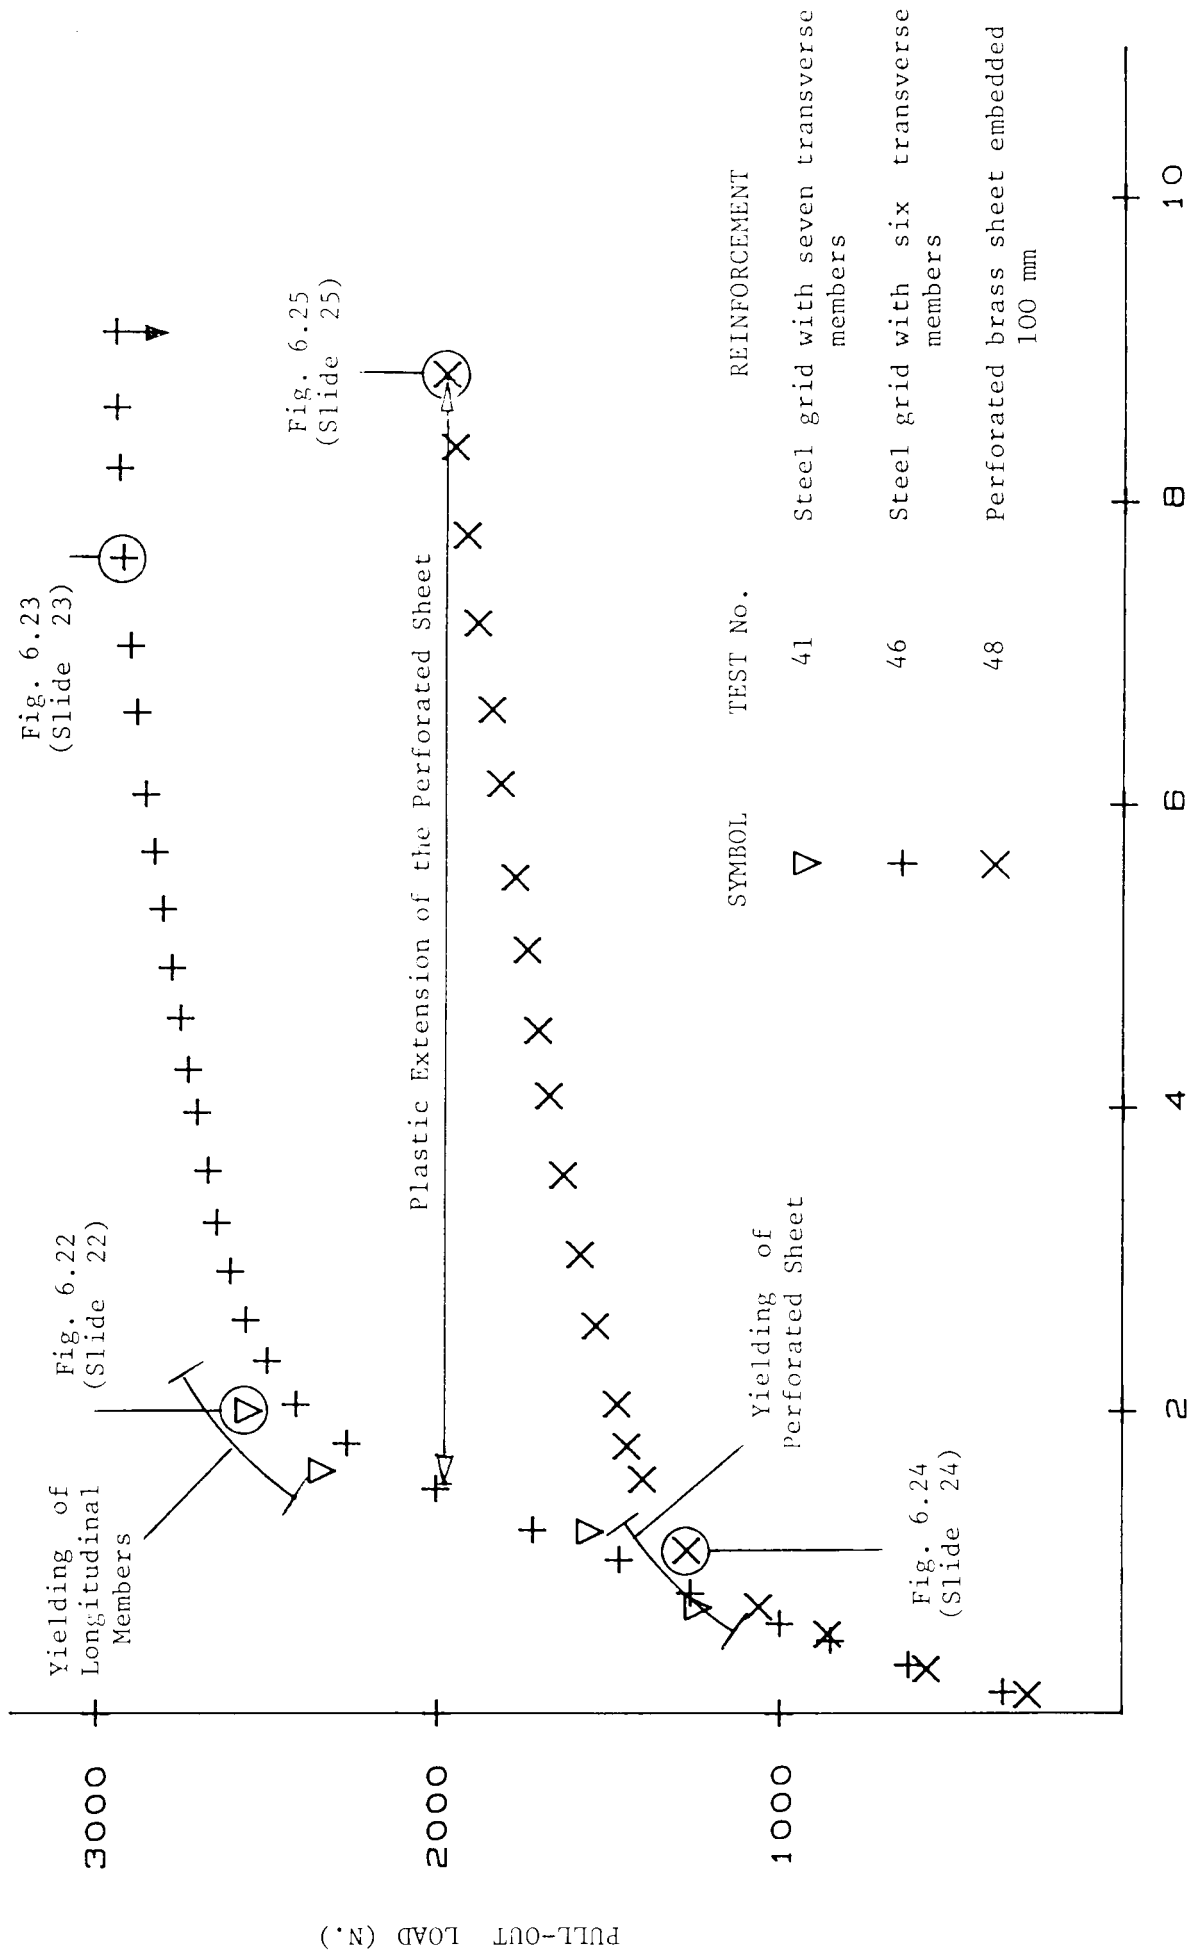 Fig. 6.23
(Slide 23)
Fig. 6.22
(Slide 22)
Yielding of
Longitudinal
Members
Fig. 6.25
(Slide 25)
Plastic Extension of the Perforated Sheet
Yielding of
Perforated Sheet
Fig. 6.24
(Slide 24)
SYMBOL TEST No. REINFORCEMENT
41 Steel grid with seven transverse
members
46 Steel grid with six transverse
members
48 Perforated brass sheet embedded
100 mm
3000
2000
1000
2 4 6 8 10
PULL-OUT LOAD (N.)